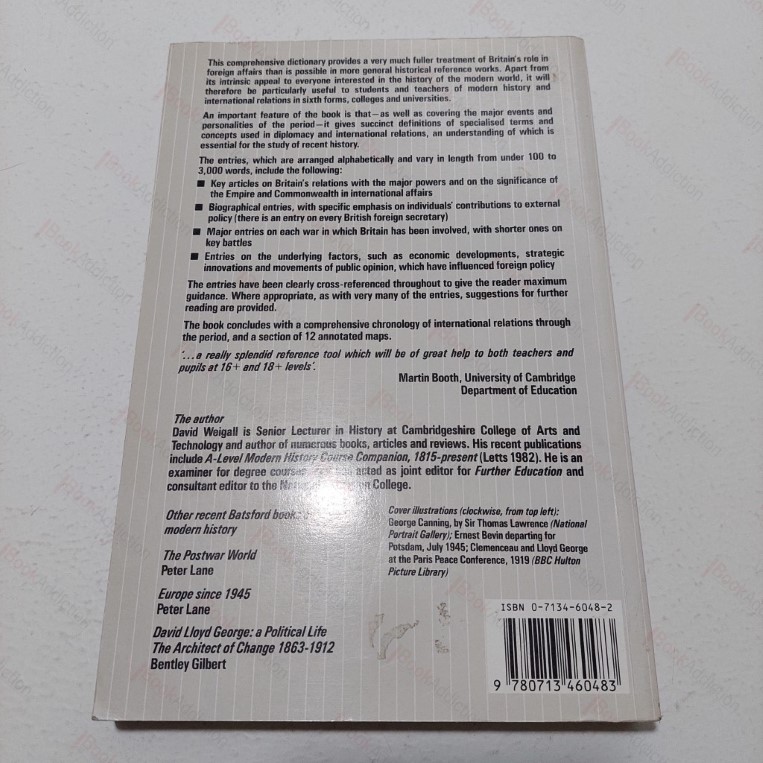 This comprehensive dictionary provides a very much fuller treatment of Britain's role in
foreign affairs than is possible in more general historical reference works. Apart from
its intrinsic appeal to everyone interested in the history of the modern world, it will
therefore be particularly useful to students and teachers of modern history and
international relations in sixth forms, colleges and universities.
An important feature of the book is that—as well as covering the major events and
personalities of the period—it gives succinct definitions of specialised terms and
concepts used in diplomacy and international relations, an understanding of which is
essential for the study of recent history.
The entries, which are arranged alphabetically and vary in length from under 100 to
3,000 words, include the following:
■ Key articles on Britain's relations with the major powers and on the significance of
the Empire and Commonwealth in international affairs
■ Biographical entries, with specific emphasis on individuals' contributions to external
policy (there is an entry on every British foreign secretary)
■ Major entries on each war in which Britain has been involved, with shorter ones on
key battles
■ Entries on the underlying factors, such as economic developments, strategic
innovations and movements of public opinion, which have influenced foreign policy
The entries have been clearly cross-referenced throughout to give the reader maximum
guidance. Where appropriate, as with very many of the entries, suggestions for further
reading are provided.
The book concludes with a comprehensive chronology of international relations through
the period, and a section of 12 annotated maps.
'...a really splendid reference tool which will be of great help to both teachers and
pupils at 16+ and 18+ levels'.
Martin Booth, University of Cambridge
Department of Education
The author
David Weigall is Senior Lecturer in History at Cambridgeshire College of Arts and
Technology and author of numerous books, articles and reviews. His recent publications
include A-Level Modern History Course Companion, 1815-present (Letts 1982). He is an
examiner for degree acted as joint editor for Further Education and
consultant editor to the College.
Other recent Batsford books
modern history
The Postwar World
Peter Lane
Europe since 1945
Peter Lane
David Lloyd George: a Political Life
The Architect of Change 1863-1912
Bentley Gilbert
Cover illustrations (clockwise, from top left):
George Canning, by Sir Thomas Lawrence (National
Portrait Gallery); Ernest Bevin departing for
Potsdam, July 1945; Clemenceau and Lloyd George
at the Paris Peace Conference, 1919 (BBC Hulton
Picture Library)
ISBN 0-7134-6048-2
9 780713 460483